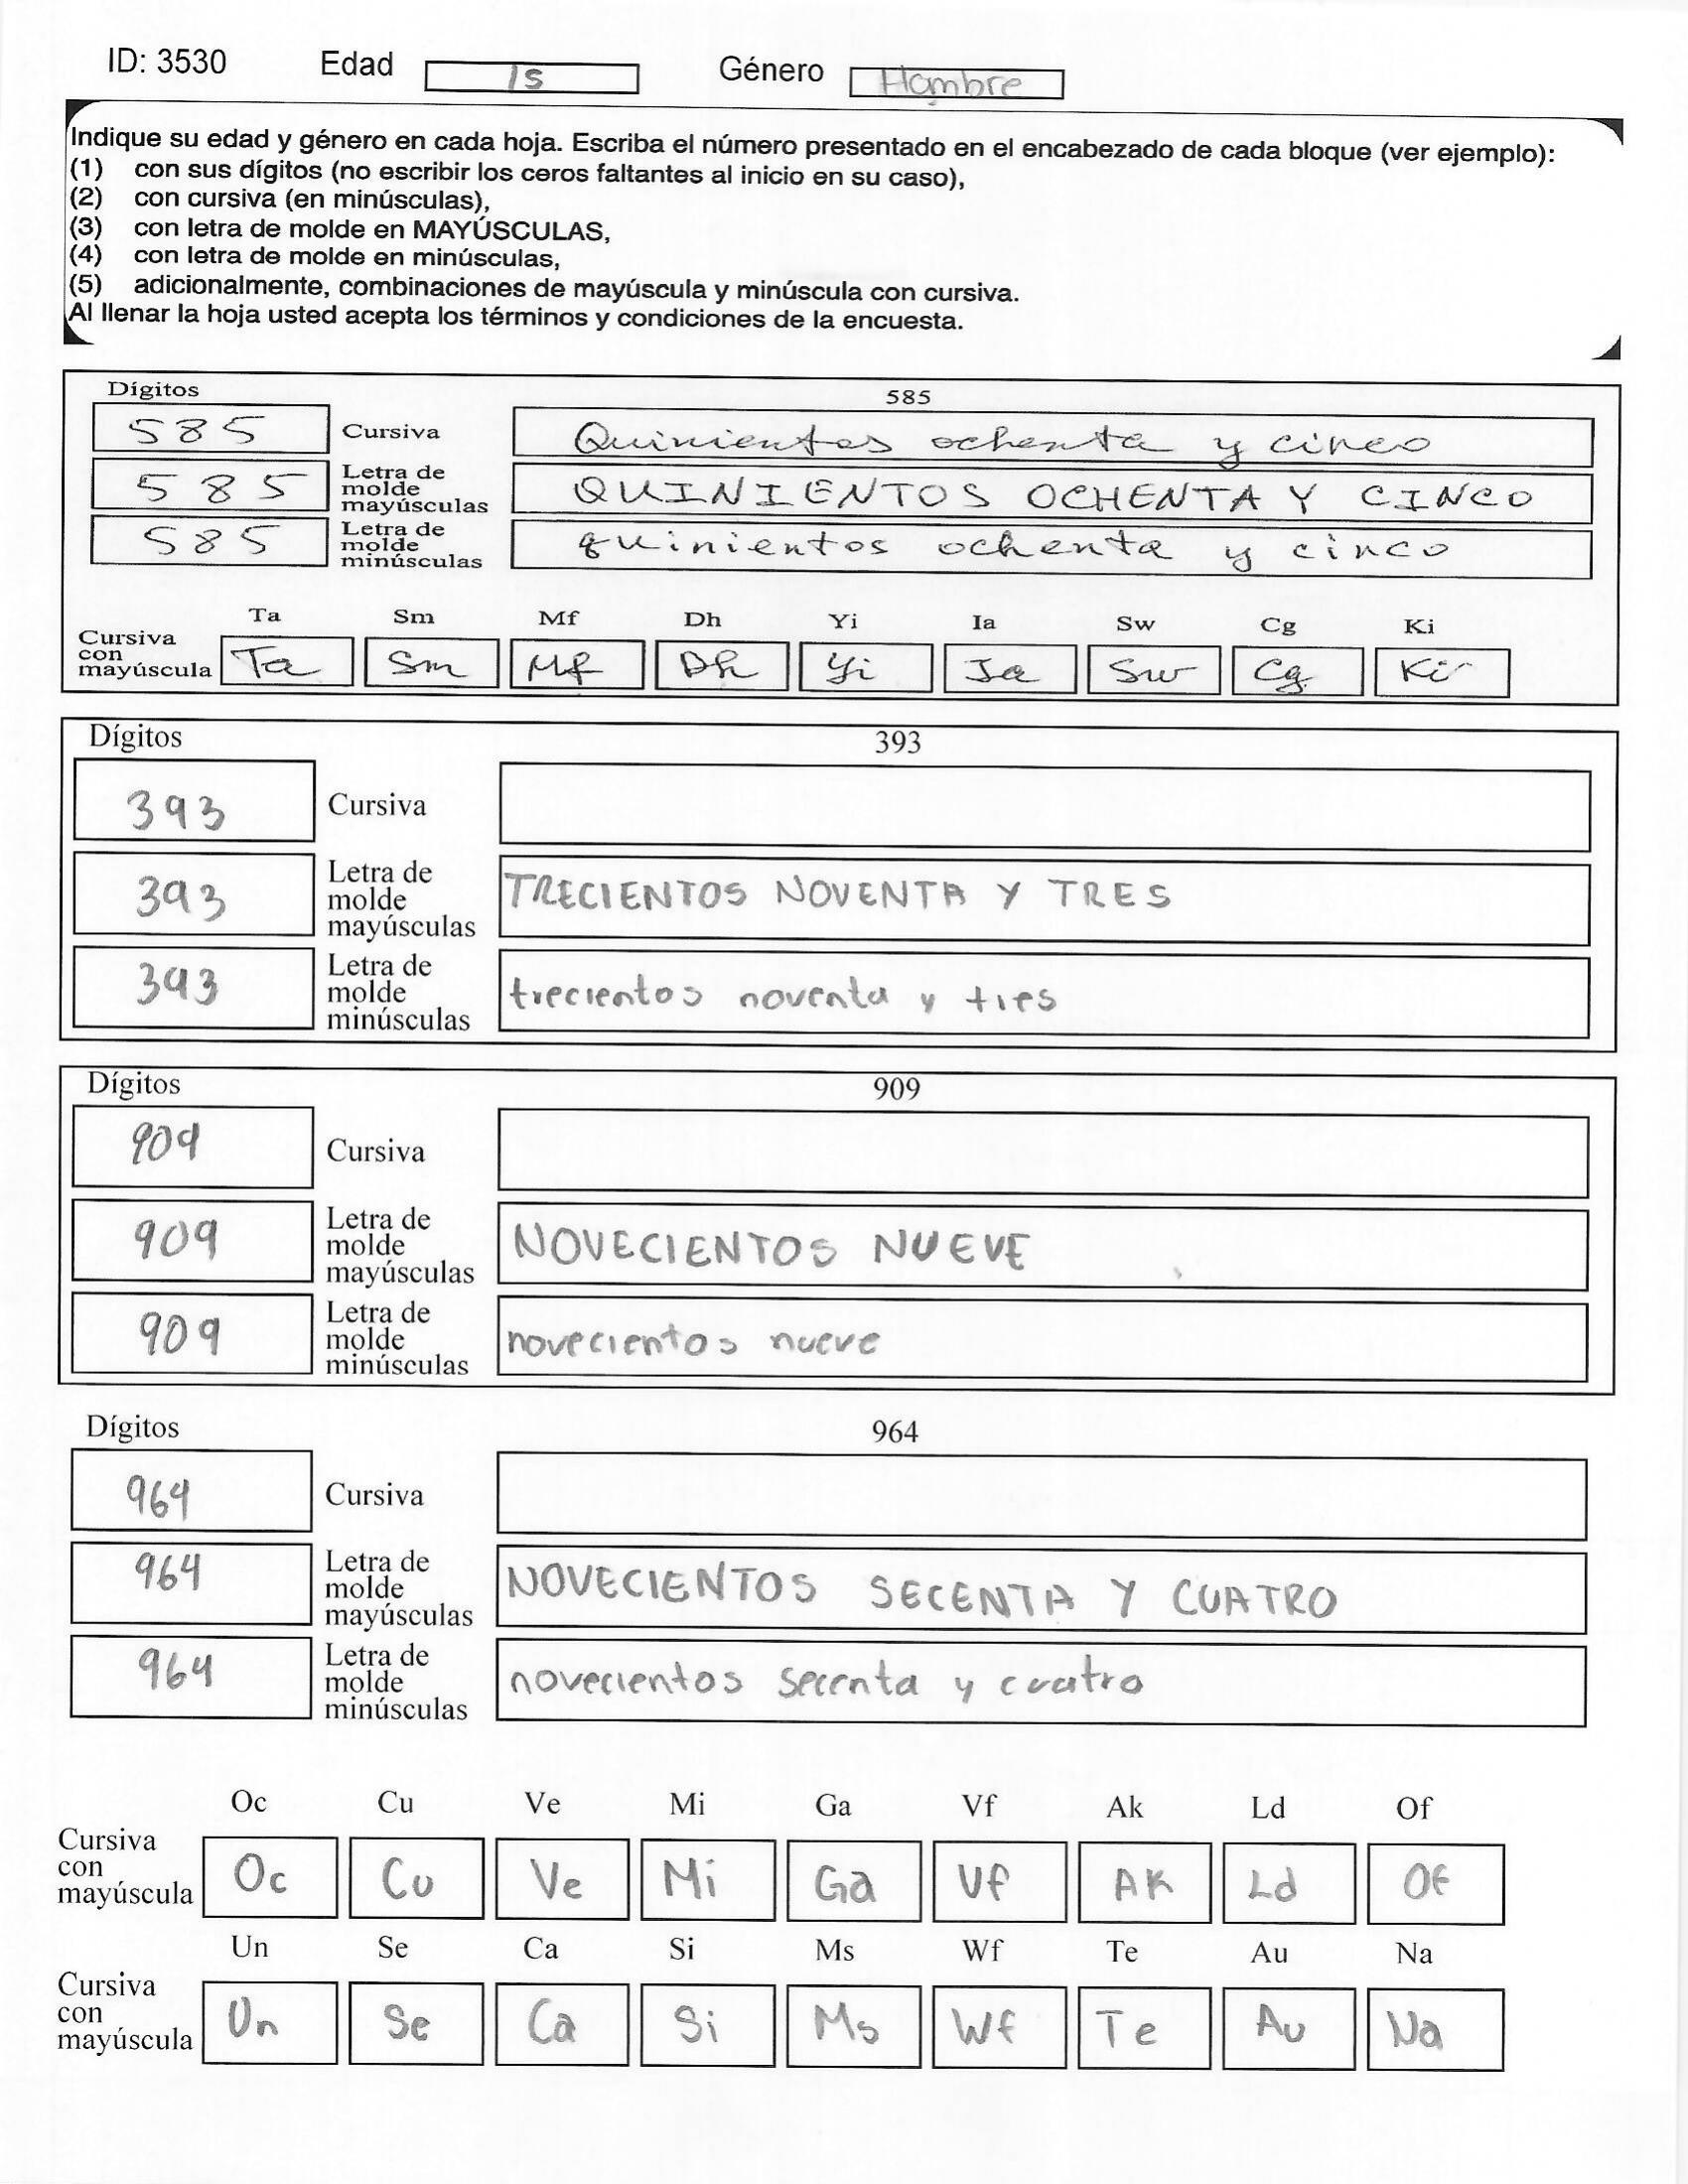 ID: 3530 Edad 15 Género Hombre
Indique su edad y género en cada hoja. Escriba el número presentado en el encabezado de cada bloque (ver ejemplo):
(1) con sus dígitos (no escribir los ceros faltantes al inicio en su caso),
(2) con cursiva (en minúsculas),
(3) con letra de molde en MAYÚSCULAS,
(4) con letra de molde en minúsculas,
(5) adicionalmente, combinaciones de mayúscula y minúscula con cursiva.
Al llenar la hoja usted acepta los términos y condiciones de la encuesta.
Dígitos 585
585 Cursiva Quinientos ochenta y cinco
585 Letra de molde mayúsculas QUINIENTOS OCHENTA Y CINCO
585 Letra de molde minúsculas quinientos ochenta y cinco
Ta Sm Mf Dh Yi Ia Sw Cg Ki
Cursiva con mayúscula Ta Sm Mf Dh Yi Ia Sw Cg Ki
Dígitos 393
393 Cursiva
393 Letra de molde mayúsculas TRECIENTOS NOVENTA Y TRES
393 Letra de molde minúsculas trecientos noventa y tres
Dígitos 909
909 Cursiva
909 Letra de molde mayúsculas NOVECIENTOS NUEVE
909 Letra de molde minúsculas novecientos nueve
Dígitos 964
964 Cursiva
964 Letra de molde mayúsculas NOVECIENTOS SECENTA Y CUATRO
964 Letra de molde minúsculas novecientos secenta y cuatro
Oc Cu Ve Mi Ga Vf Ak Ld Of
Cursiva con mayúscula Oc Cu Ve Mi Ga Vf AK Ld Of
Un Se Ca Si Ms Wf Te Au Na
Cursiva con mayúscula Un Se Ca Si Ms Wf Te Au Na